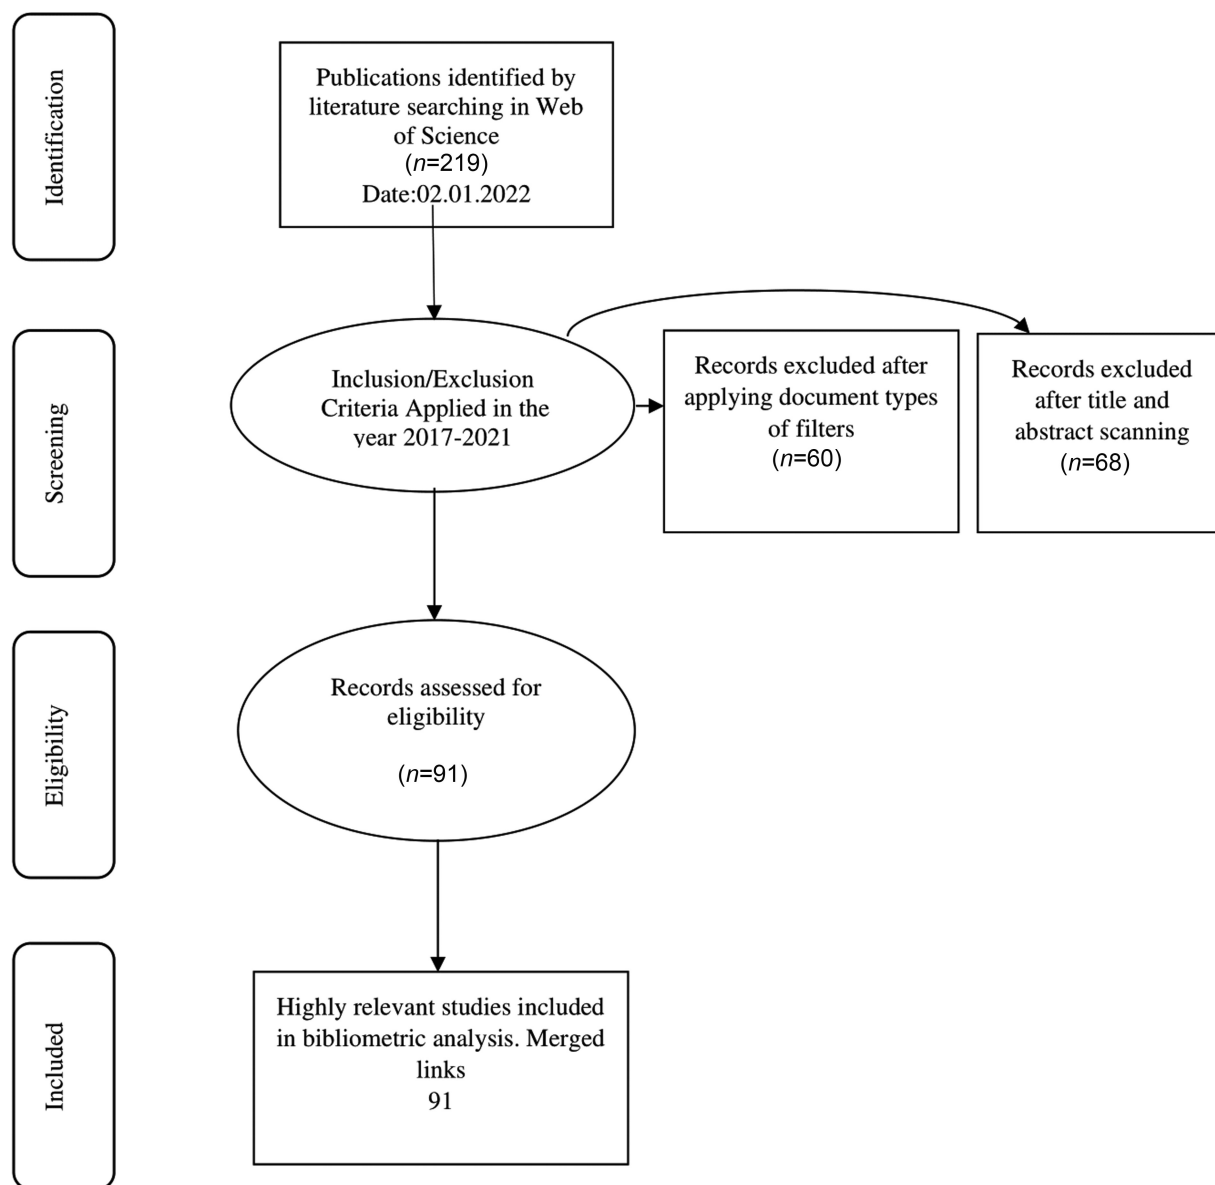 Identification
Publications identified by
literature searching in Web
of Science
(n=219)
Date:02.01.2022
Screening
Inclusion/Exclusion
Criteria Applied in the
year 2017-2021
Records excluded after
applying document types
of filters
(n=60)
Records excluded
after title and
abstract scanning
(n=68)
Eligibility
Records assessed for
eligibility
(n=91)
Included
Highly relevant studies included
in bibliometric analysis. Merged
links
91